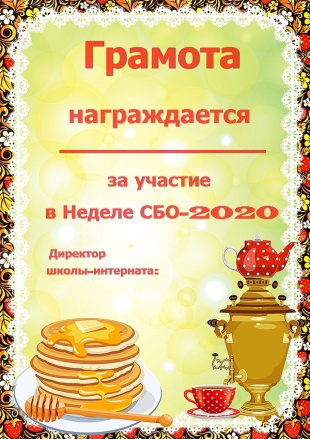 Грамота
награждается
за участие
в Неделе СБО-2020
Директор
школы-интерната: